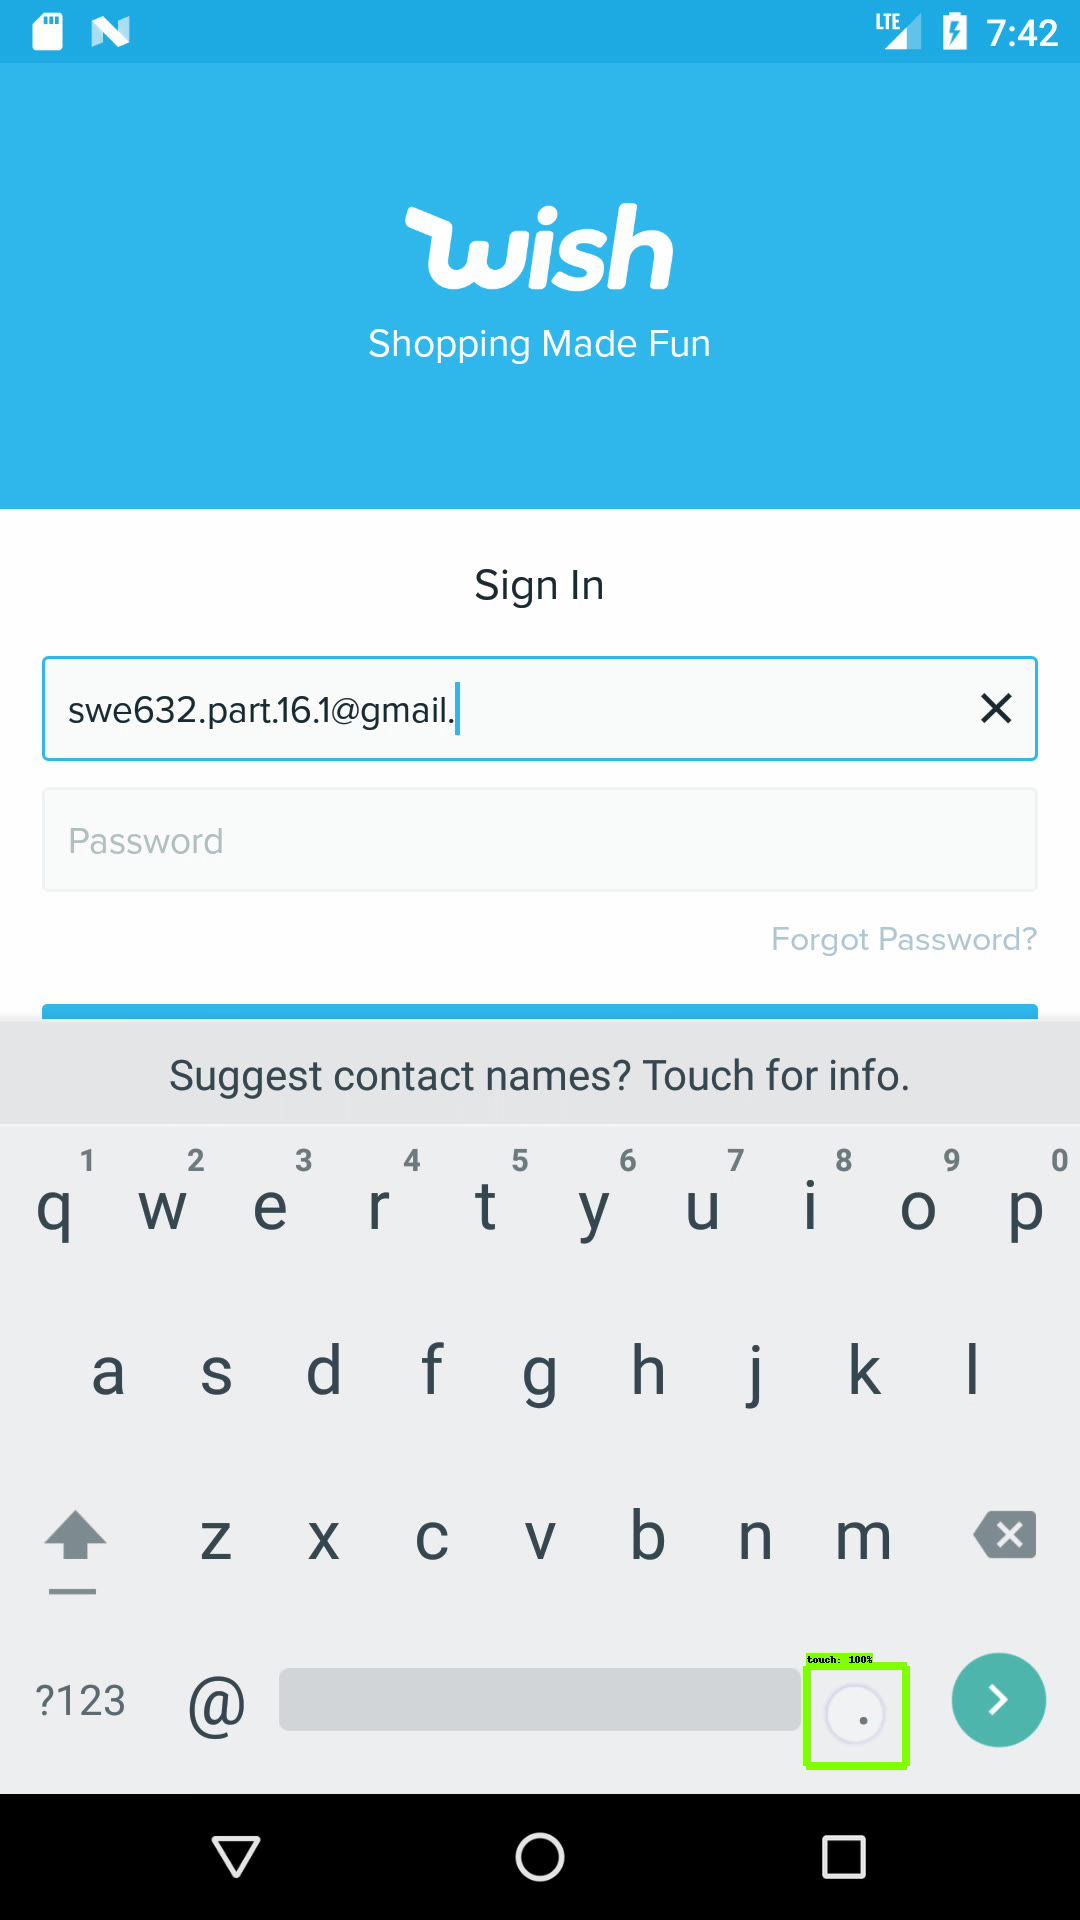 LTE 7:42
wish
Shopping Made Fun
Sign In
swe632.part.16.1@gmail.
Password
Forgot Password?
Suggest contact names? Touch for info.
1 2 3 4 5 6 7 8 9 0
q w e r t y u i o p
a s d f g h j k l
z x c v b n m
touch: 100%
?123 @ .